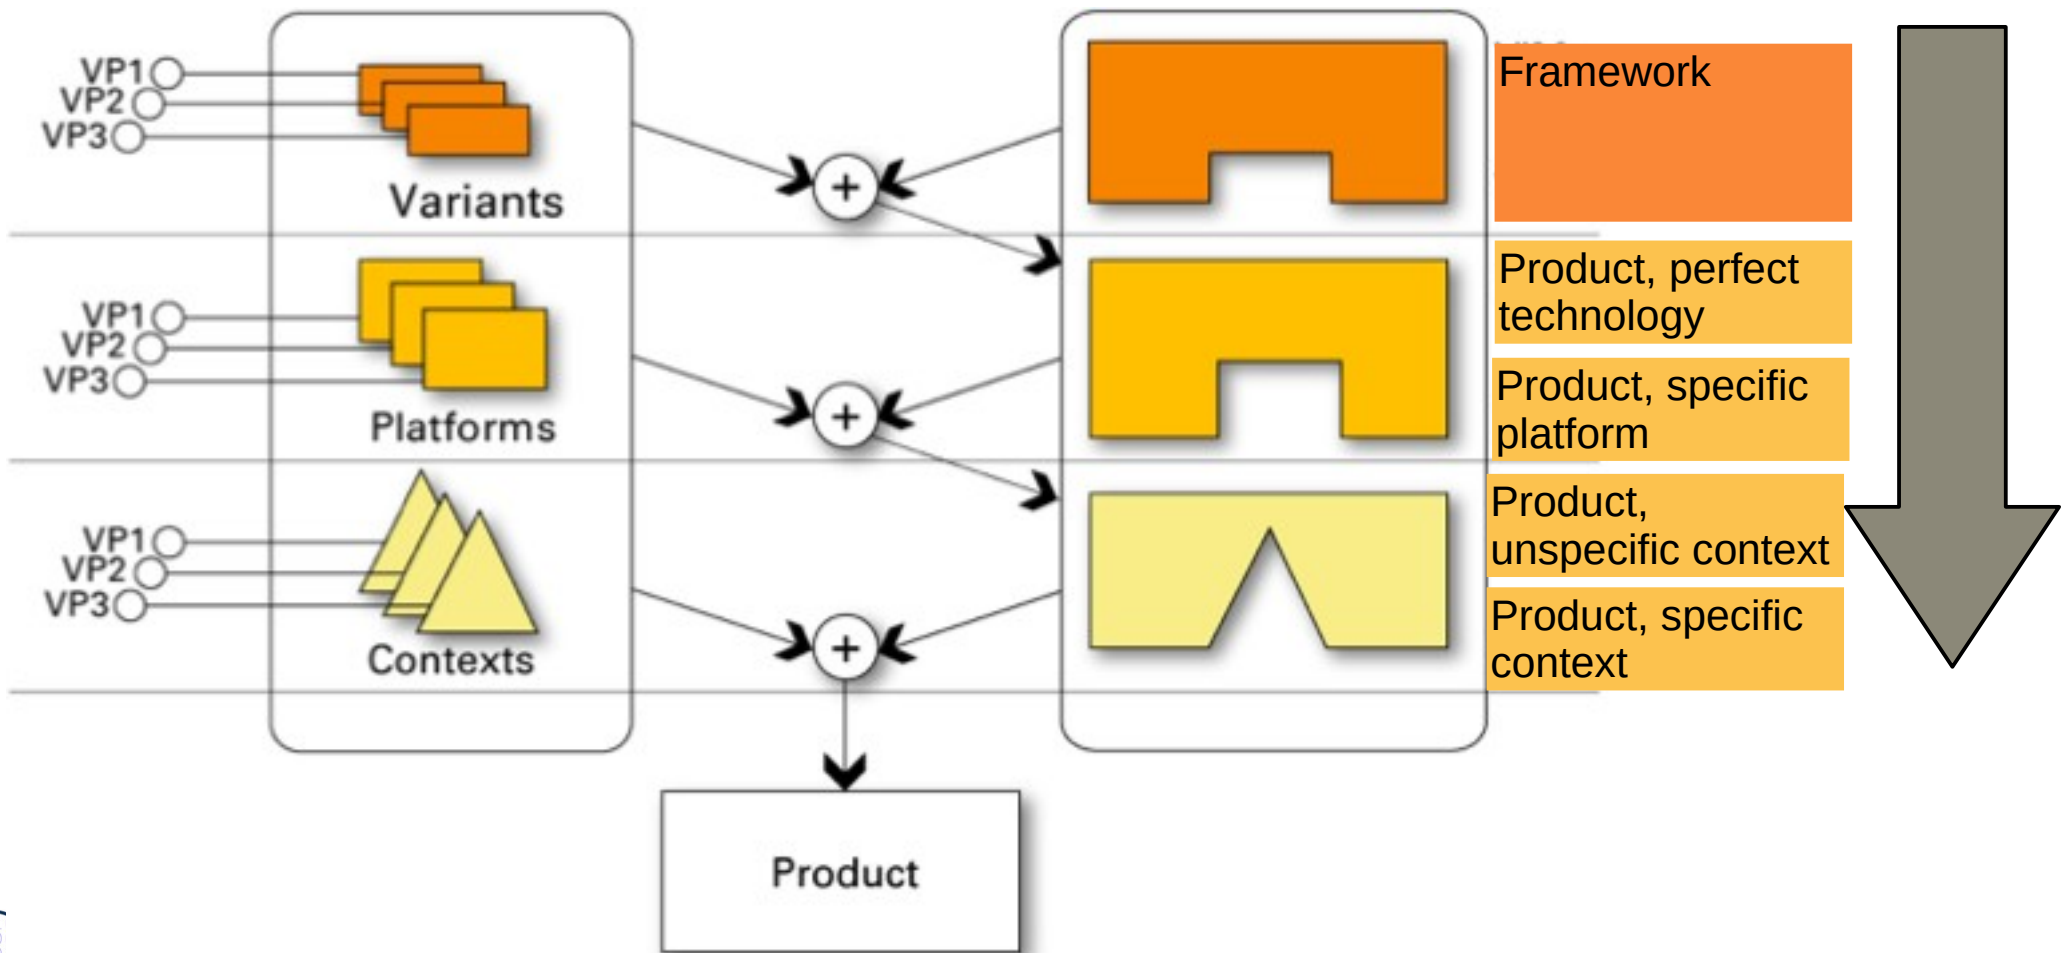 VP1
VP2
VP3
Variants
Framework
Product, perfect
technology
VP1
VP2
VP3
Platforms
Product, specific
platform
VP1
VP2
VP3
Contexts
Product,
unspecific context
Product, specific
context
Product